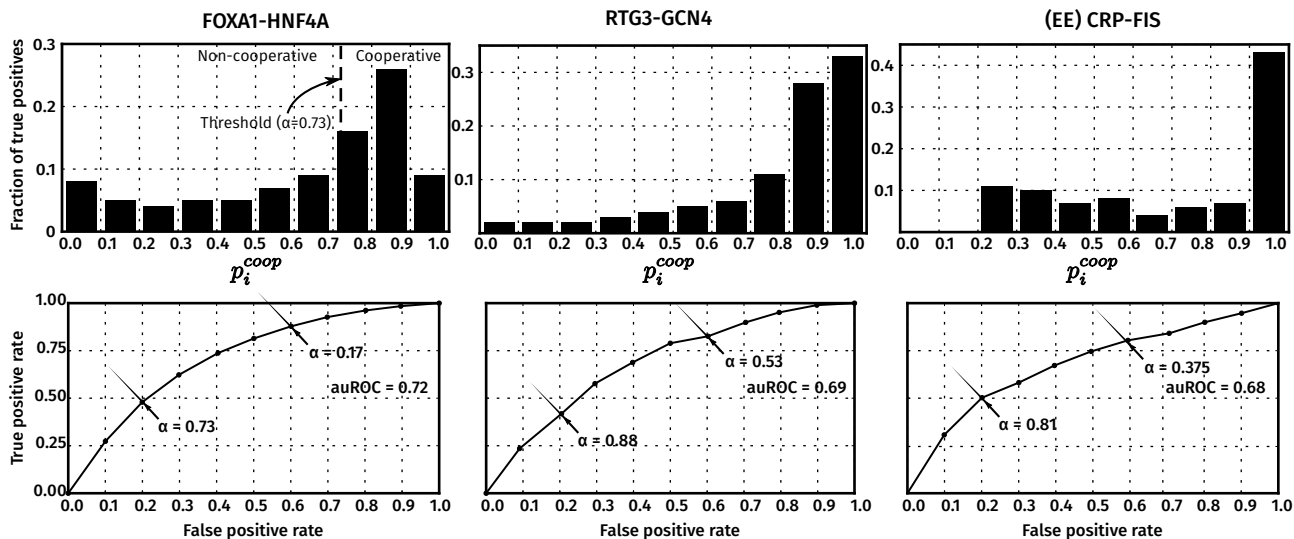 FOXA1-HNF4A
RTG3-GCN4
(EE) CRP-FIS
Fraction of true positives
0.3
0.2
0.1
0
Non-cooperative
Cooperative
Threshold (α=0.73)
0.0 0.1 0.2 0.3 0.4 0.5 0.6 0.7 0.8 0.9 1.0
p_i^coop
0.3
0.2
0.1
0.0 0.1 0.2 0.3 0.4 0.5 0.6 0.7 0.8 0.9 1.0
p_i^coop
0.4
0.3
0.2
0.1
0.0 0.1 0.2 0.3 0.4 0.5 0.6 0.7 0.8 0.9 1.0
p_i^coop
True positive rate
1.00
0.75
0.50
0.25
0.00
α = 0.17
auROC = 0.72
α = 0.73
0.0 0.1 0.2 0.3 0.4 0.5 0.6 0.7 0.8 0.9 1.0
False positive rate
α = 0.53
auROC = 0.69
α = 0.88
0.0 0.1 0.2 0.3 0.4 0.5 0.6 0.7 0.8 0.9 1.0
False positive rate
α = 0.375
auROC = 0.68
α = 0.81
0.0 0.1 0.2 0.3 0.4 0.5 0.6 0.7 0.8 0.9 1.0
False positive rate